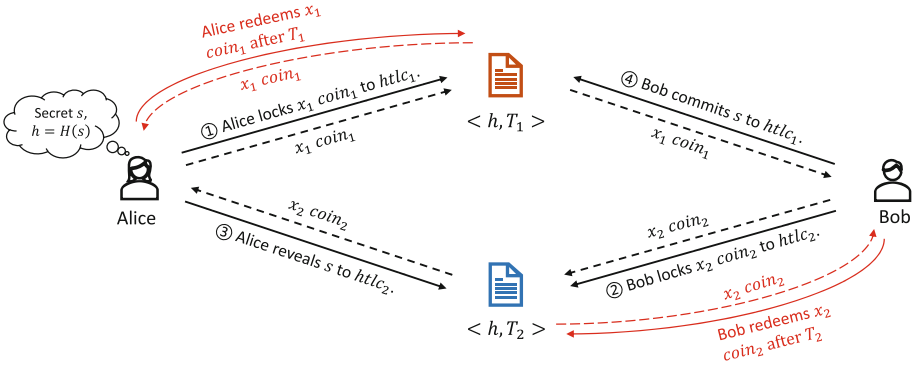 Alice redeems x₁
coin₁ after T₁
x₁ coin₁
① Alice locks x₁ coin₁ to htlc₁.
x₁ coin₁
Secret s,
h = H(s)
Alice
< h, T₁ >
④ Bob commits s to htlc₁.
x₁ coin₁
Bob
x₂ coin₂
③ Alice reveals s to htlc₂.
< h, T₂ >
x₂ coin₂
② Bob locks x₂ coin₂ to htlc₂.
x₂ coin₂
Bob redeems x₂
coin₂ after T₂